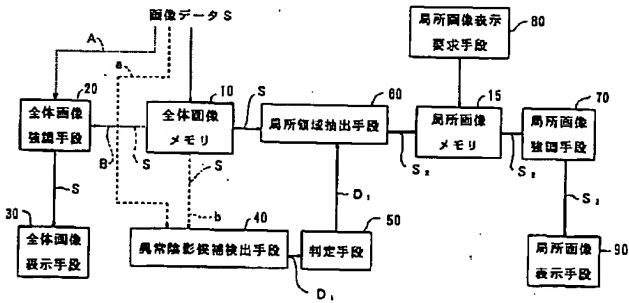 画像データS
A
a
20
全体画像
強調手段
10
全体画像
メモリ
S
60
局所領域抽出手段
80
局所画像表示
要求手段
15
局所画像
メモリ
70
局所画像
強調手段
B
S
S
S₂
S₂
S
b
D₁
S₂
30
全体画像
表示手段
40
異常陰影候補検出手段
50
判定手段
D₁
局所画像
表示手段
90